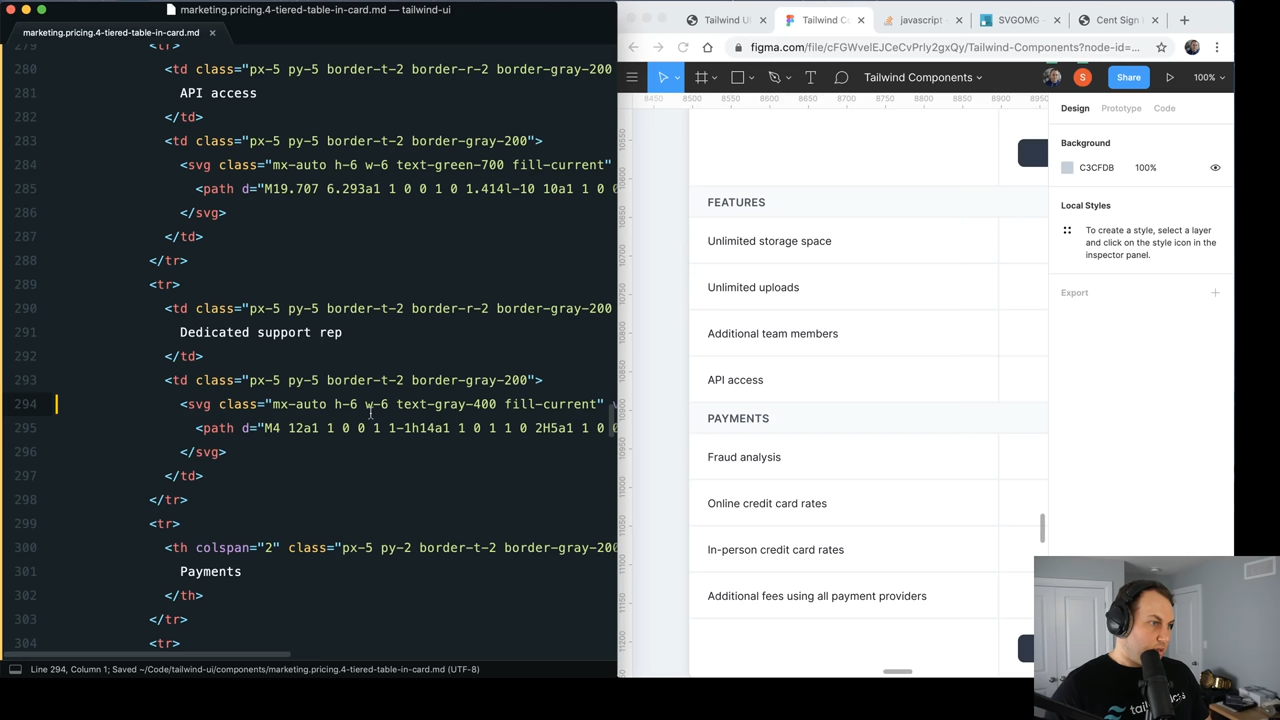 marketing.pricing.4-tiered-table-in-card.md — tailwind-ui
marketing.pricing.4-tiered-table-in-card.md ×
279 <tr>
280 <td class="px-5 py-5 border-t-2 border-r-2 border-gray-200
281 API access
282 </td>
283 <td class="px-5 py-5 border-t-2 border-gray-200">
284 <svg class="mx-auto h-6 w-6 text-green-700 fill-current"
285 <path d="M19.707 6.293a1 1 0 0 1 0 1.414l-10 10a1 1 0 0
286 </svg>
287 </td>
288 </tr>
289 <tr>
290 <td class="px-5 py-5 border-t-2 border-r-2 border-gray-200
291 Dedicated support rep
292 </td>
293 <td class="px-5 py-5 border-t-2 border-gray-200">
294 <svg class="mx-auto h-6 w-6 text-gray-400 fill-current"
295 <path d="M4 12a1 1 0 0 1 1-1h14a1 1 0 1 1 0 2H5a1 1 0
296 </svg>
297 </td>
298 </tr>
299 <tr>
300 <th colspan="2" class="px-5 py-2 border-t-2 border-gray-200
301 Payments
302 </th>
303 </tr>
304 <tr>
Line 294, Column 1; Saved ~/Code/tailwind-ui/components/marketing.pricing.4-tiered-table-in-card.md (UTF-8)
Tailwind UI × Tailwind Co × javascript - × SVGOMG - × Cent Sign | × +
figma.com/file/cFGWvelEJCeCvPrly2gxQy/Tailwind-Components?node-id=...
Tailwind Components
S
Share
100%
8450 8500 8550 8600 8650 8700 8750 8800 8850 8900 8950
Design Prototype Code
Background
C3CFDB 100%
Local Styles
To create a style, select a layer
and click on the style icon in the
inspector panel.
Export +
FEATURES
Unlimited storage space
Unlimited uploads
Additional team members
API access
PAYMENTS
Fraud analysis
Online credit card rates
In-person credit card rates
Additional fees using all payment providers